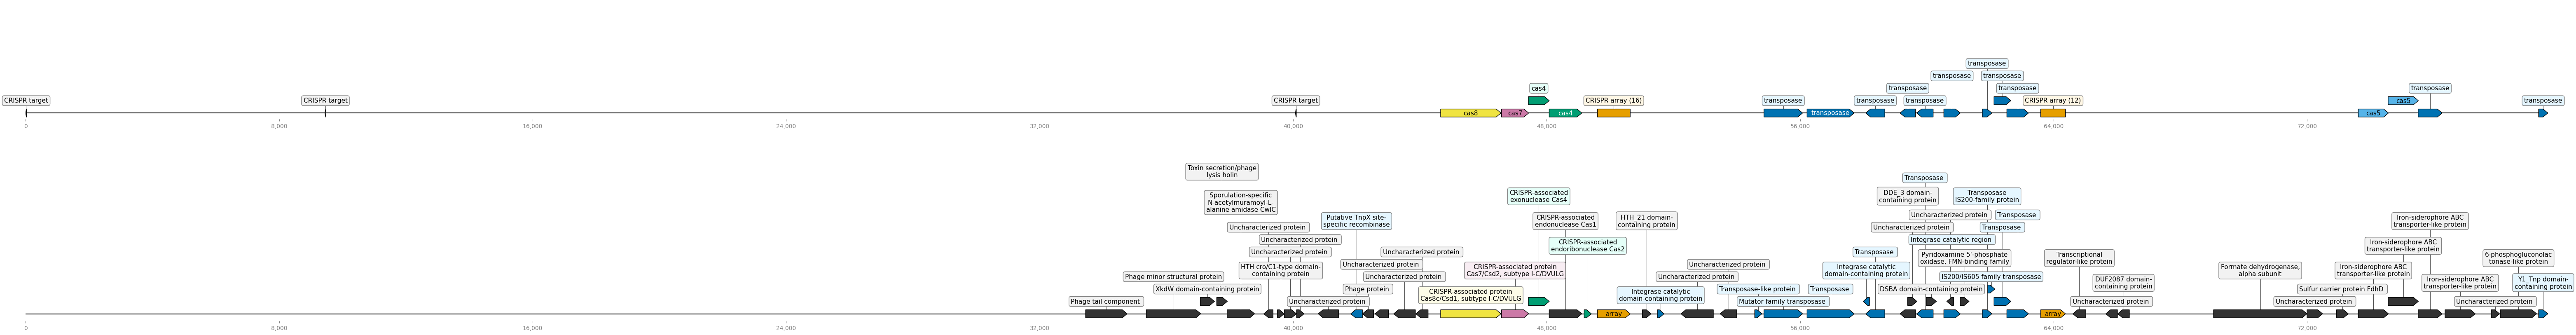 transposase
transposase
transposase
cas4
transposase
transposase
transposase
CRISPR target
CRISPR target
CRISPR target
CRISPR array (16)
transposase
transposase
transposase
CRISPR array (12)
cas5
transposase
cas8
cas7
cas4
transposase
cas5
0
8,000
16,000
24,000
32,000
40,000
48,000
56,000
64,000
72,000
Toxin secretion/phage
lysis holin
Transposase
Sporulation-specific
N-acetylmuramoyl-L-
alanine amidase CwlC
CRISPR-associated
exonuclease Cas4
DDE_3 domain-
containing protein
Transposase
IS200-family protein
Uncharacterized protein
Putative TnpX site-
specific recombinase
CRISPR-associated
endonuclease Cas1
HTH_21 domain-
containing protein
Uncharacterized protein
Transposase
Iron-siderophore ABC
transporter-like protein
Uncharacterized protein
Uncharacterized protein
Transposase
Uncharacterized protein
Uncharacterized protein
CRISPR-associated
endoribonuclease Cas2
Transposase
Integrase catalytic region
Pyridoxamine 5'-phosphate
oxidase, FMN-binding family
Transcriptional
regulator-like protein
Iron-siderophore ABC
transporter-like protein
6-phosphogluconolac
tonase-like protein
Phage minor structural protein
HTH cro/C1-type domain-
containing protein
Uncharacterized protein
Uncharacterized protein
CRISPR-associated protein
Cas7/Csd2, subtype I-C/DVULG
Uncharacterized protein
Uncharacterized protein
Integrase catalytic
domain-containing protein
IS200/IS605 family transposase
Formate dehydrogenase,
alpha subunit
Iron-siderophore ABC
transporter-like protein
XkdW domain-containing protein
Phage protein
CRISPR-associated protein
Cas8c/Csd1, subtype I-C/DVULG
Integrase catalytic
domain-containing protein
Transposase-like protein
Transposase
DSBA domain-containing protein
DUF2087 domain-
containing protein
Sulfur carrier protein FdhD
Iron-siderophore ABC
transporter-like protein
Y1_Tnp domain-
containing protein
Phage tail component
Uncharacterized protein
Mutator family transposase
Uncharacterized protein
Uncharacterized protein
Uncharacterized protein
array
array
0
8,000
16,000
24,000
32,000
40,000
48,000
56,000
64,000
72,000